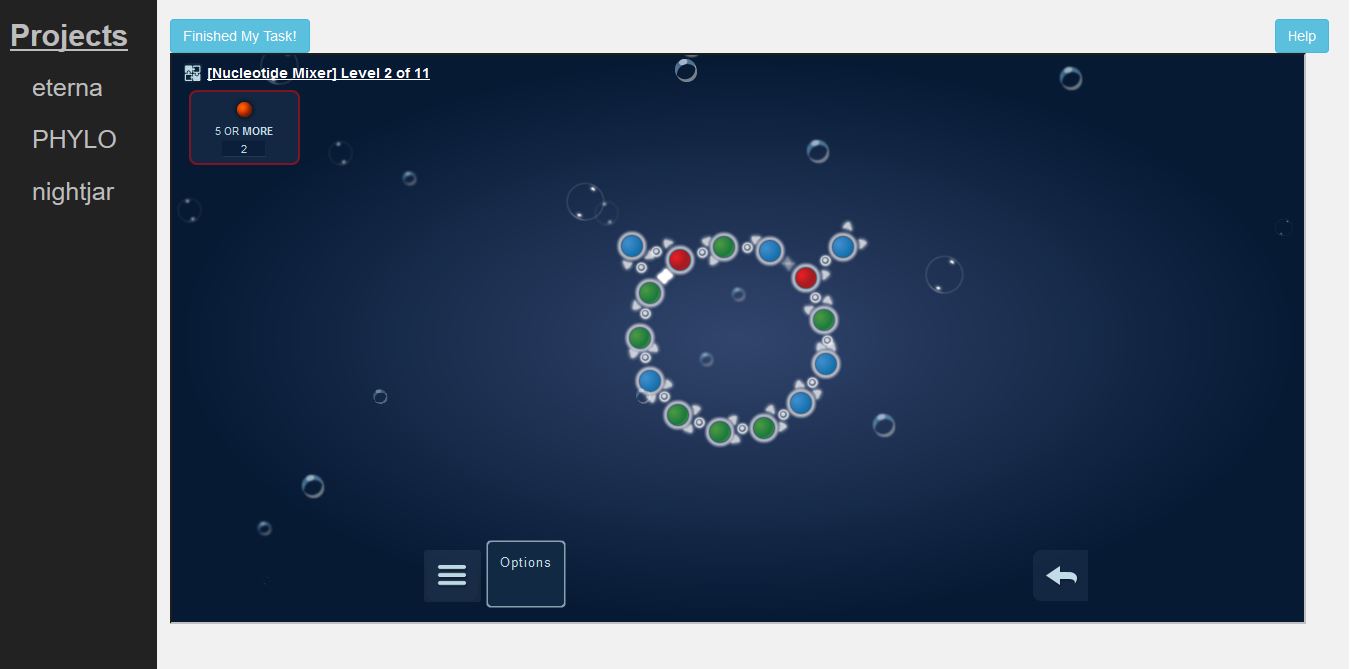 Projects
eterna
PHYLO
nightjar
Finished My Task!
Help
[Nucleotide Mixer] Level 2 of 11
5 OR MORE
2
Options